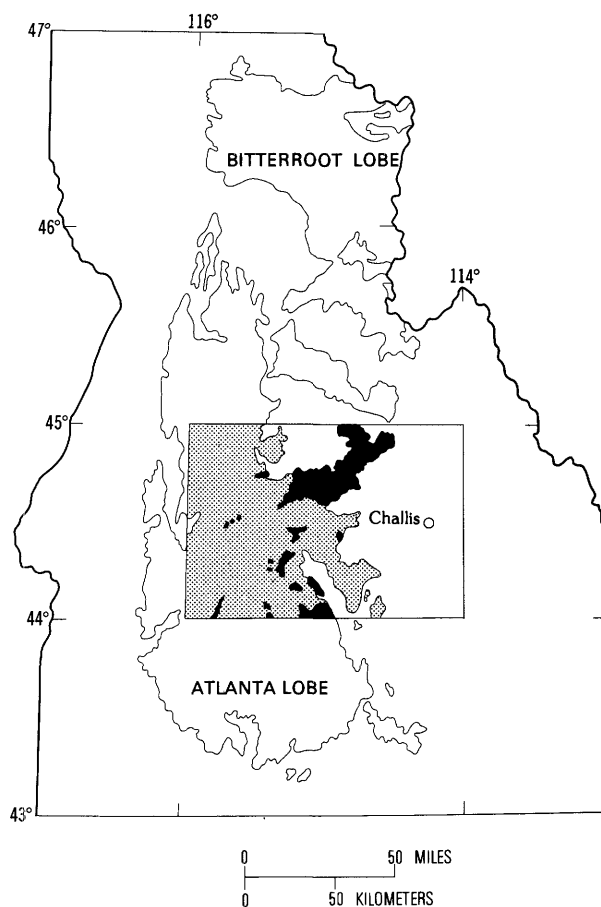 47°
116°
BITTERROOT LOBE
46°
114°
45°
Challis
44°
ATLANTA LOBE
43°
0 50 MILES
0 50 KILOMETERS